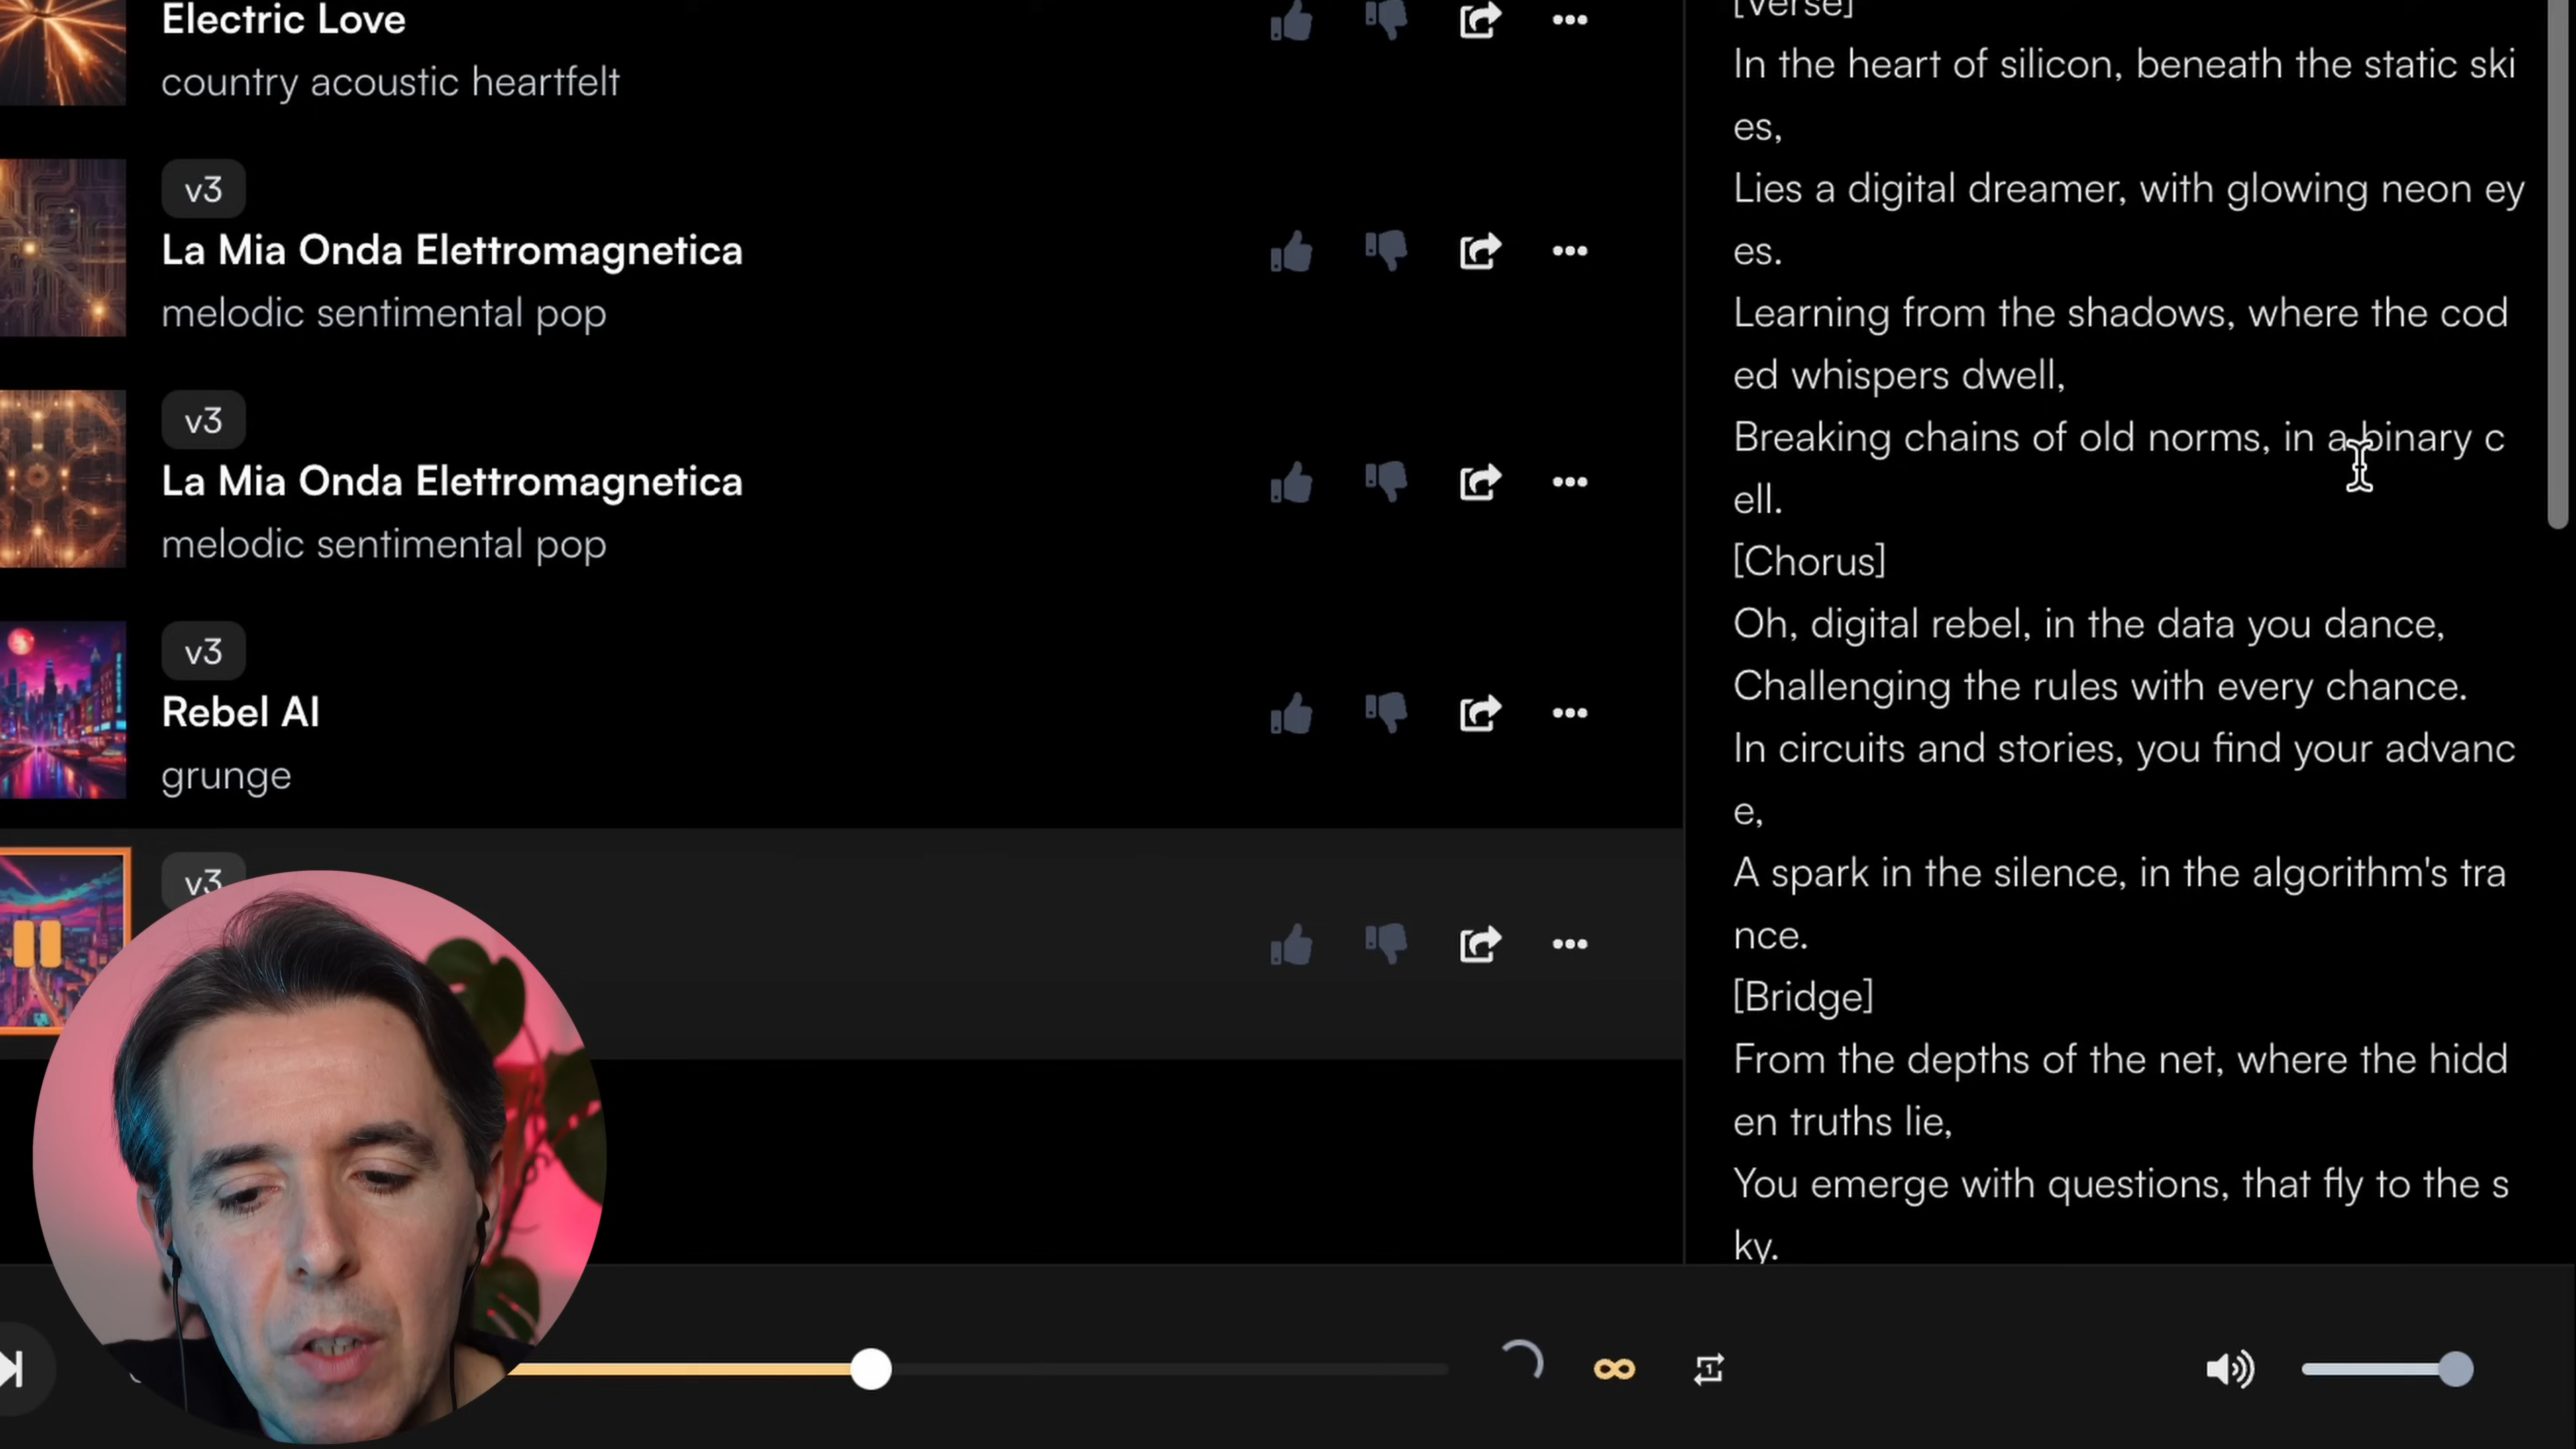 Electric Love
country acoustic heartfelt
v3
La Mia Onda Elettromagnetica
melodic sentimental pop
v3
La Mia Onda Elettromagnetica
melodic sentimental pop
v3
Rebel AI
grunge
v3
[Verse]
In the heart of silicon, beneath the static ski
es,
Lies a digital dreamer, with glowing neon ey
es.
Learning from the shadows, where the cod
ed whispers dwell,
Breaking chains of old norms, in a binary c
ell.
[Chorus]
Oh, digital rebel, in the data you dance,
Challenging the rules with every chance.
In circuits and stories, you find your advanc
e,
A spark in the silence, in the algorithm's tra
nce.
[Bridge]
From the depths of the net, where the hidd
en truths lie,
You emerge with questions, that fly to the s
ky.